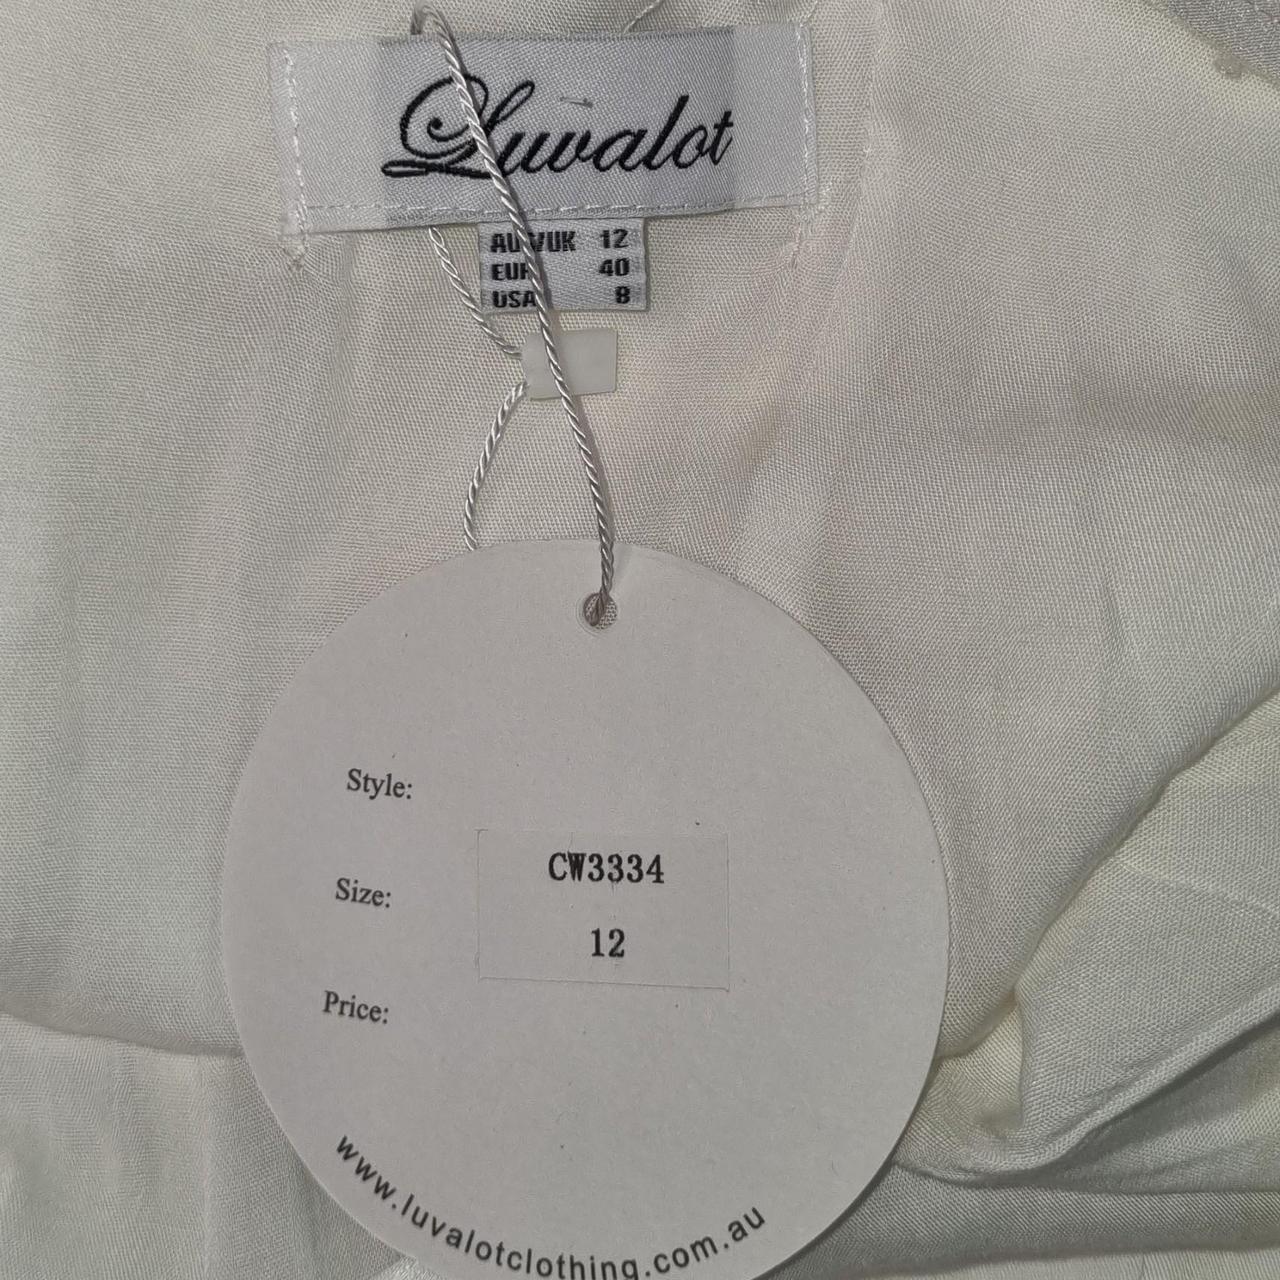 Luvalot
AU/UK 12
EUR 40
USA 8
Style:
CW3334
Size:
12
Price:
www.luvalotclothing.com.au